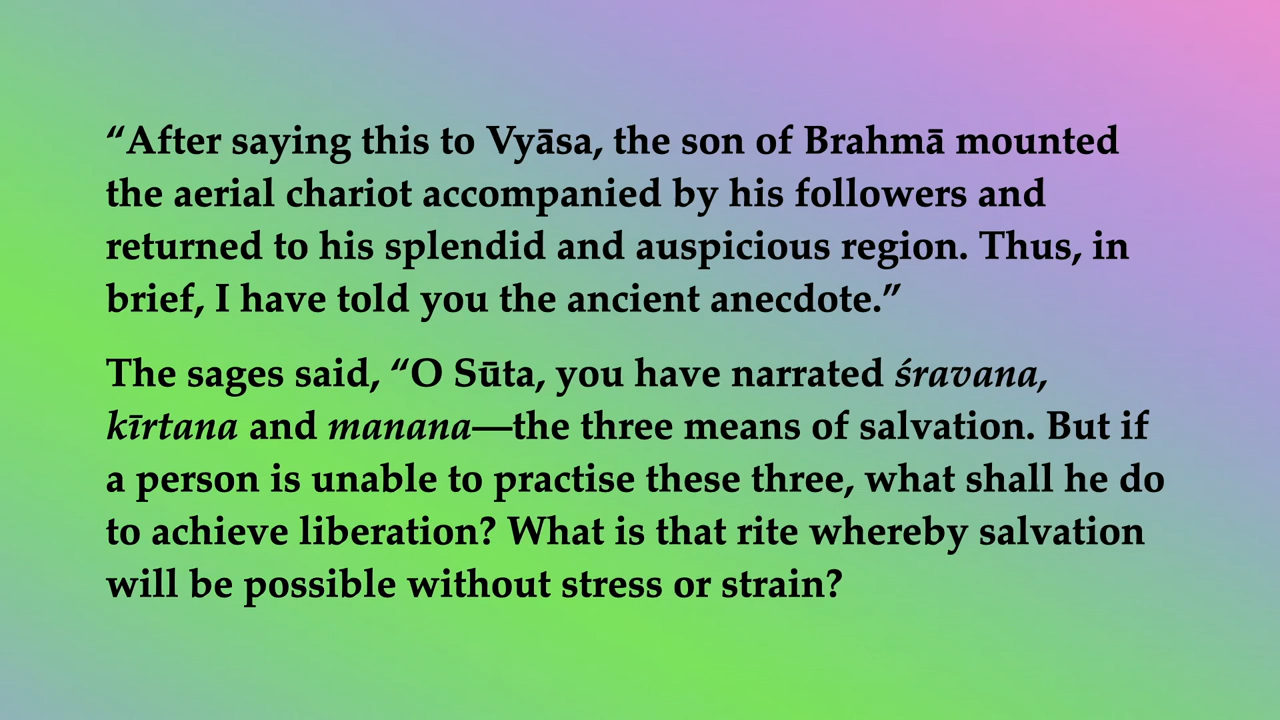 “After saying this to Vyāsa, the son of Brahmā mounted
the aerial chariot accompanied by his followers and
returned to his splendid and auspicious region. Thus, in
brief, I have told you the ancient anecdote.”
The sages said, “O Sūta, you have narrated śravana,
kīrtana and manana—the three means of salvation. But if
a person is unable to practise these three, what shall he do
to achieve liberation? What is that rite whereby salvation
will be possible without stress or strain?